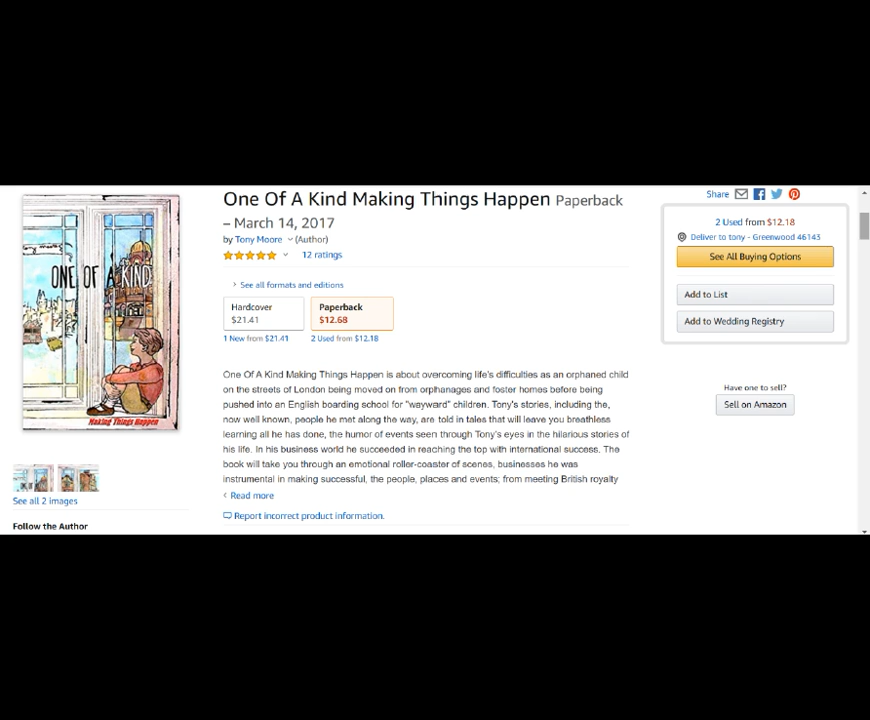 One Of A Kind Making Things Happen Paperback
– March 14, 2017
by Tony Moore (Author)
12 ratings
See all formats and editions
Hardcover
$21.41
Paperback
$12.68
1 New from $21.41
2 Used from $12.18
One Of A Kind Making Things Happen is about overcoming life's difficulties as an orphaned child
on the streets of London being moved on from orphanages and foster homes before being
pushed into an English boarding school for "wayward" children. Tony's stories, including the,
now well known, people he met along the way, are told in tales that will leave you breathless
learning all he has done, the humor of events seen through Tony's eyes in the hilarious stories of
his life. In his business world he succeeded in reaching the top with international success. The
book will take you through an emotional roller-coaster of scenes, businesses he was
instrumental in making successful, the people, places and events; from meeting British royalty
Read more
Report incorrect product information.
ONE OF A KIND
Making Things Happen
See all 2 images
Follow the Author
Share
2 Used from $12.18
Deliver to tony - Greenwood 46143
See All Buying Options
Add to List
Add to Wedding Registry
Have one to sell?
Sell on Amazon